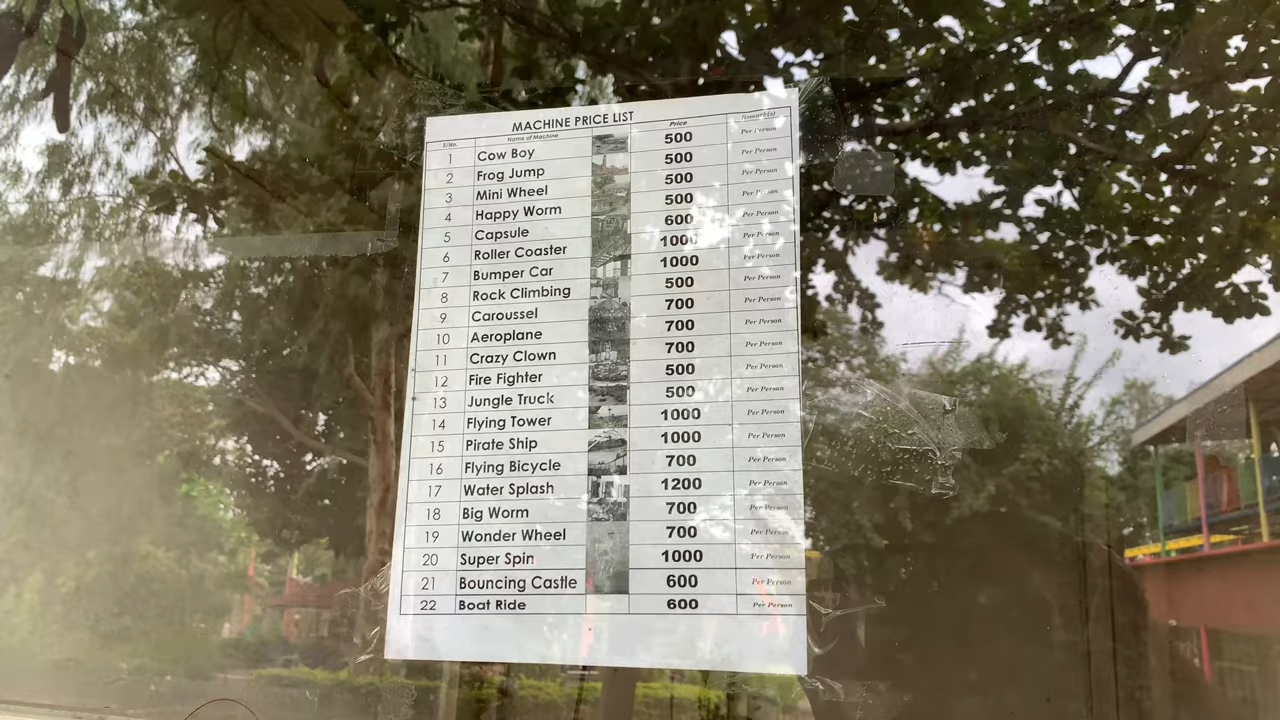 MACHINE PRICE LIST
S/No. Name of Machine Price Remark(s)
1 Cow Boy 500 Per Person
2 Frog Jump 500 Per Person
3 Mini Wheel 500 Per Person
4 Happy Worm 500 Per Person
5 Capsule 600 Per Person
6 Roller Coaster 1000 Per Person
7 Bumper Car 1000 Per Person
8 Rock Climbing 500 Per Person
9 Caroussel 700 Per Person
10 Aeroplane 700 Per Person
11 Crazy Clown 700 Per Person
12 Fire Fighter 500 Per Person
13 Jungle Truck 500 Per Person
14 Flying Tower 1000 Per Person
15 Pirate Ship 1000 Per Person
16 Flying Bicycle 700 Per Person
17 Water Splash 1200 Per Person
18 Big Worm 700 Per Person
19 Wonder Wheel 700 Per Person
20 Super Spin 1000 Per Person
21 Bouncing Castle 600 Per Person
22 Boat Ride 600 Per Person